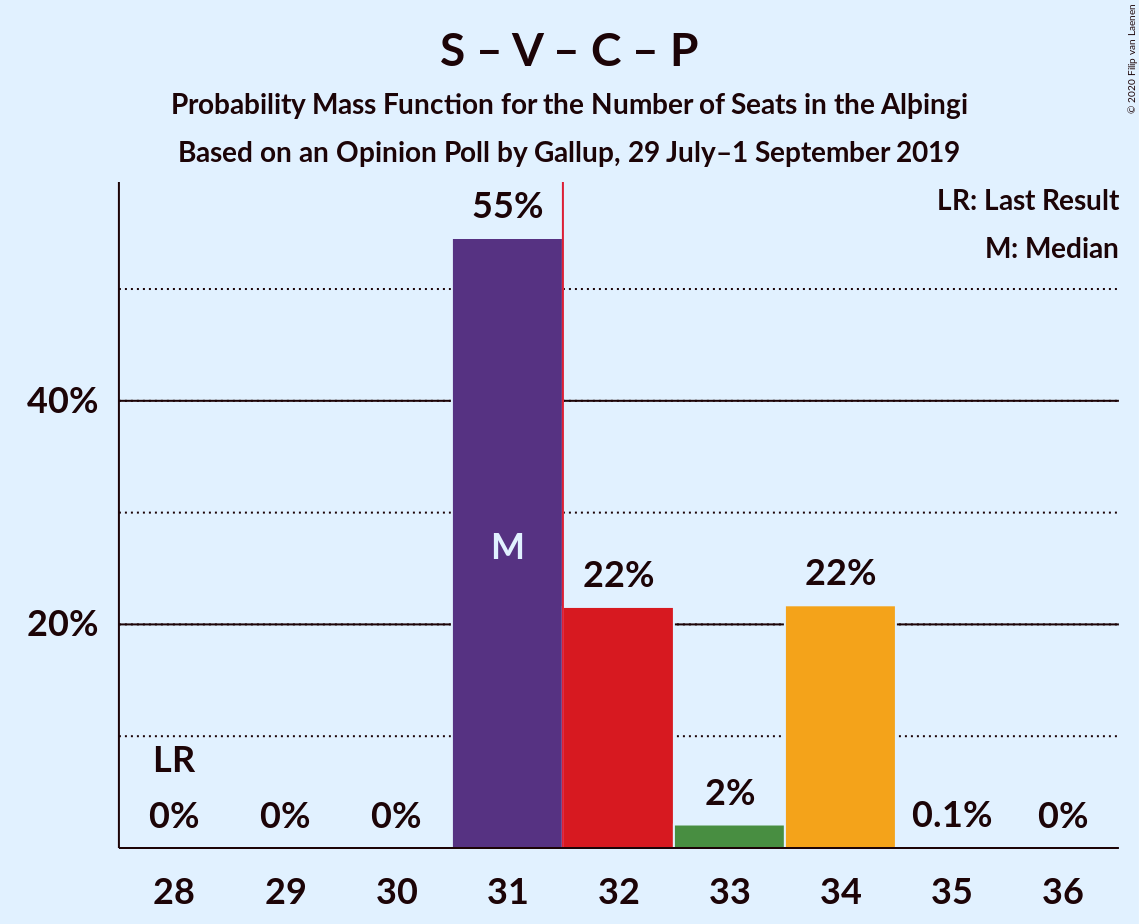 S – V – C – P
Probability Mass Function for the Number of Seats in the Alþingi
Based on an Opinion Poll by Gallup, 29 July–1 September 2019
© 2020 Filip van Laenen
LR: Last Result
M: Median
55%
40%
M
22%
22%
20%
LR
2%
0%
0%
0%
0.1%
0%
28
29
30
31
32
33
34
35
36